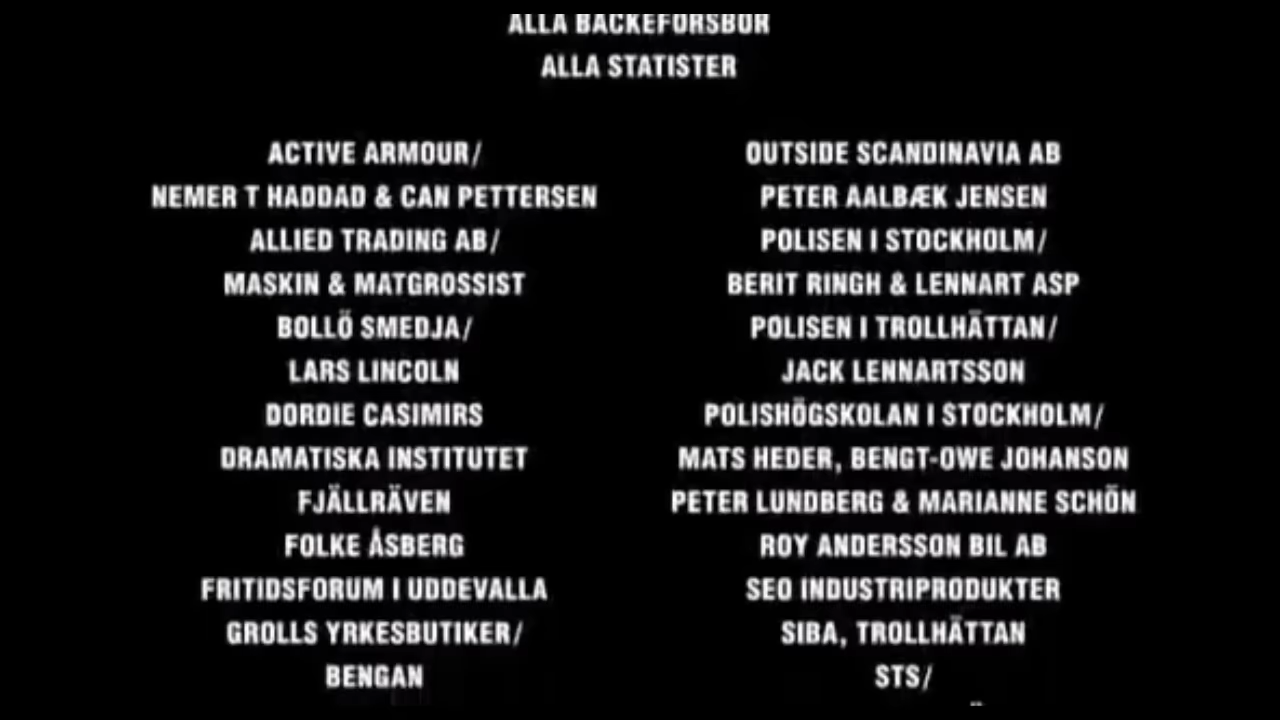 ALLA BÄCKEFORSBOR
ALLA STATISTER
ACTIVE ARMOUR/
NEMER T HADDAD & CAN PETTERSEN
ALLIED TRADING AB/
MASKIN & MATGROSSIST
BOLLÖ SMEDJA/
LARS LINCOLN
DORDIE CASIMIRS
DRAMATISKA INSTITUTET
FJÄLLRÄVEN
FOLKE ÅSBERG
FRITIDSFORUM I UDDEVALLA
GROLLS YRKESBUTIKER/
BENGAN
OUTSIDE SCANDINAVIA AB
PETER AALBÆK JENSEN
POLISEN I STOCKHOLM/
BERIT RINGH & LENNART ASP
POLISEN I TROLLHÄTTAN/
JACK LENNARTSSON
POLISHÖGSKOLAN I STOCKHOLM/
MATS HEDER, BENGT-OWE JOHANSON
PETER LUNDBERG & MARIANNE SCHÖN
ROY ANDERSSON BIL AB
SEO INDUSTRIPRODUKTER
SIBA, TROLLHÄTTAN
STS/